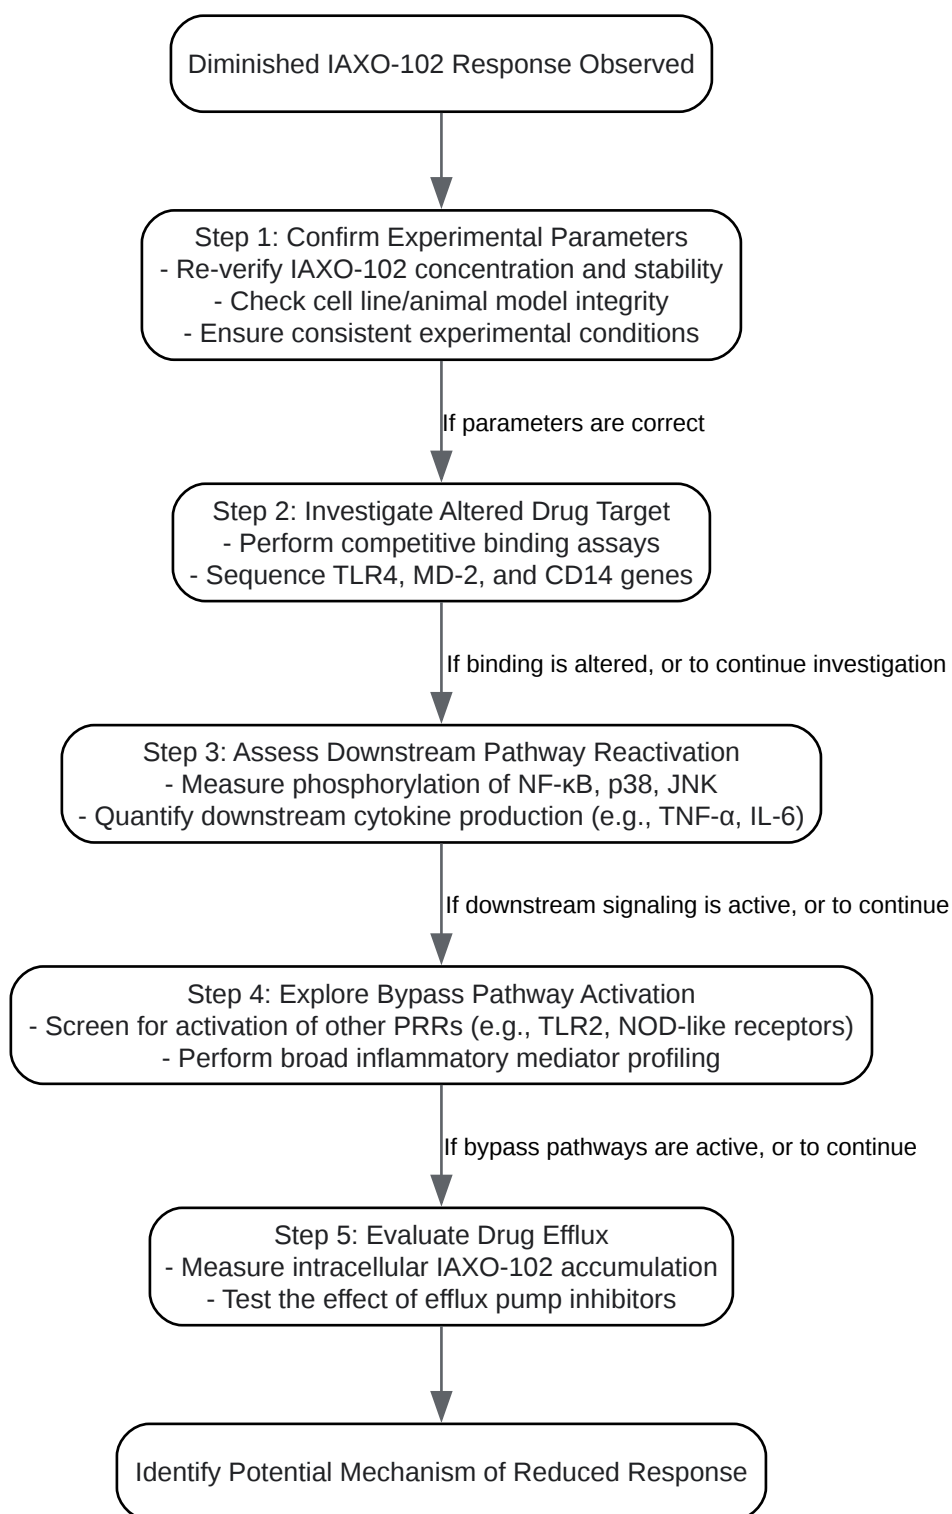 Diminished IAXO-102 Response Observed
Step 1: Confirm Experimental Parameters
- Re-verify IAXO-102 concentration and stability
- Check cell line/animal model integrity
- Ensure consistent experimental conditions
If parameters are correct
Step 2: Investigate Altered Drug Target
- Perform competitive binding assays
- Sequence TLR4, MD-2, and CD14 genes
If binding is altered, or to continue investigation
Step 3: Assess Downstream Pathway Reactivation
- Measure phosphorylation of NF-κB, p38, JNK
- Quantify downstream cytokine production (e.g., TNF-α, IL-6)
If downstream signaling is active, or to continue
Step 4: Explore Bypass Pathway Activation
- Screen for activation of other PRRs (e.g., TLR2, NOD-like receptors)
- Perform broad inflammatory mediator profiling
If bypass pathways are active, or to continue
Step 5: Evaluate Drug Efflux
- Measure intracellular IAXO-102 accumulation
- Test the effect of efflux pump inhibitors
Identify Potential Mechanism of Reduced Response